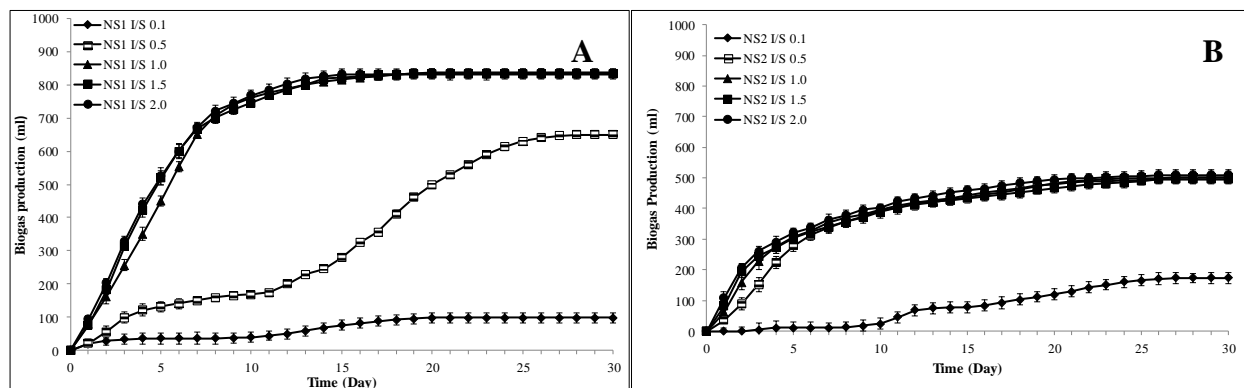 1000
900
800
700
600
500
400
300
200
100
0
Biogas production (ml)
NS1 I/S 0.1
NS1 I/S 0.5
NS1 I/S 1.0
NS1 I/S 1.5
NS1 I/S 2.0
A
0 5 10 15 20 25 30
Time (Day)
1000
900
800
700
600
500
400
300
200
100
0
Biogas Production (ml)
NS2 I/S 0.1
NS2 I/S 0.5
NS2 I/S 1.0
NS2 I/S 1.5
NS2 I/S 2.0
B
0 5 10 15 20 25 30
Time (Day)